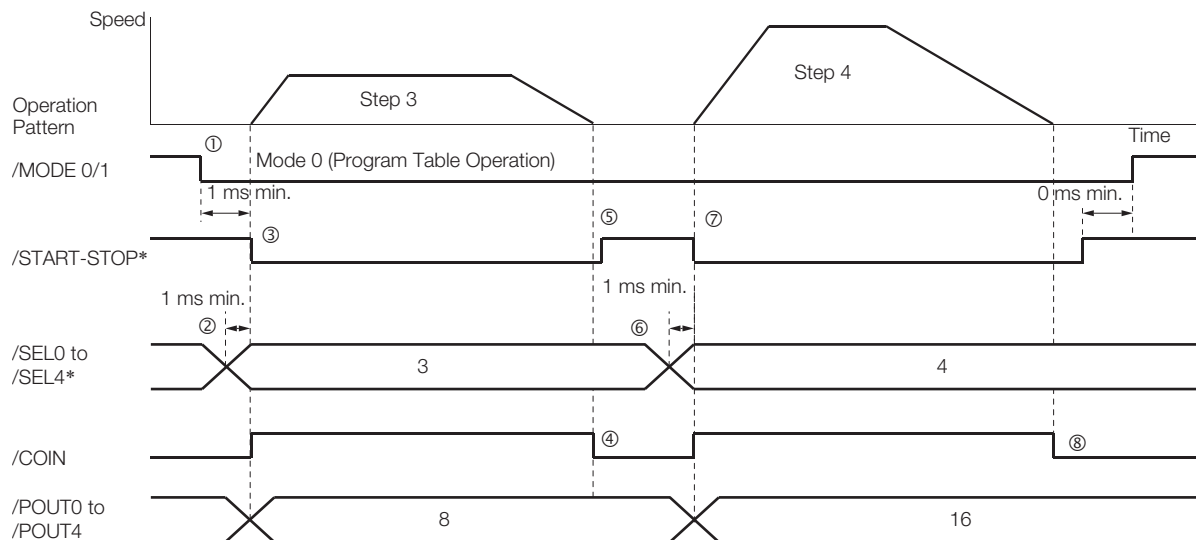 Speed
Step 3
Step 4
Operation
Pattern
Time
①
/MODE 0/1
Mode 0 (Program Table Operation)
1 ms min.
0 ms min.
③
⑤
⑦
/START-STOP*
1 ms min.
1 ms min.
②
⑥
/SEL0 to
/SEL4*
3
4
④
⑧
/COIN
/POUT0 to
/POUT4
8
16